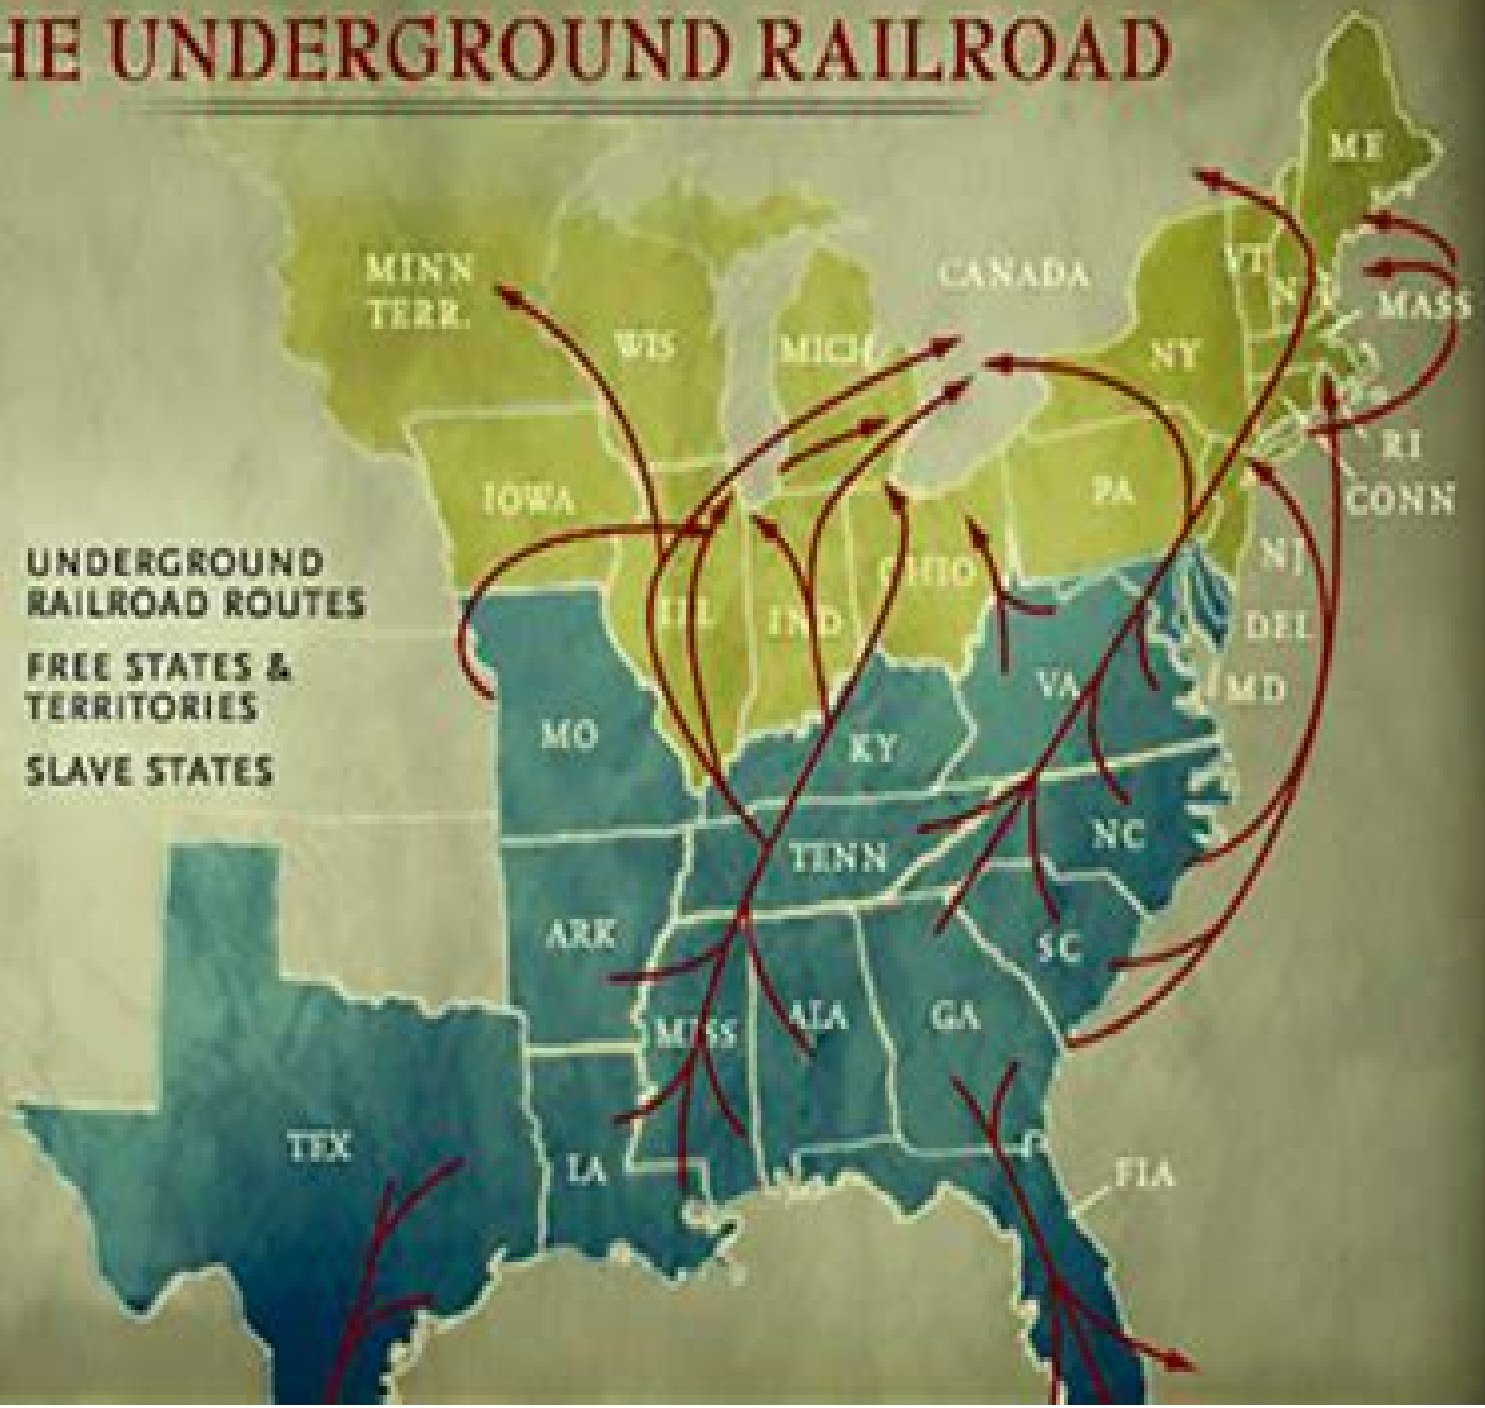 HE UNDERGROUND RAILROAD
ME
MINN
TERR.
CANADA
VT
N H
MASS
WIS
MICH
NY
RI
IOWA
PA
CONN
UNDERGROUND
RAILROAD ROUTES
NJ
OHIO
ILL
IND
DEL
FREE STATES &
TERRITORIES
VA
MD
MO
KY
SLAVE STATES
NC
TENN
ARK
SC
MISS
ALA
GA
TEX
LA
FLA